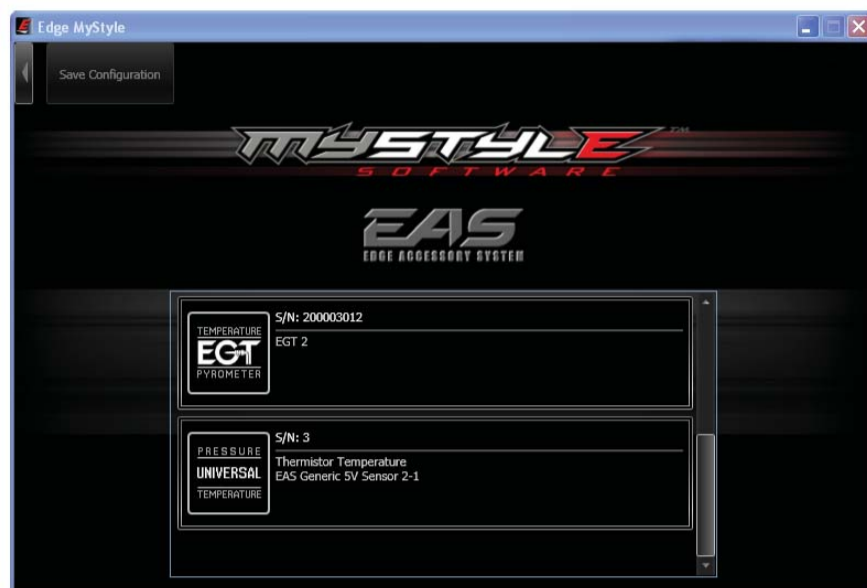 Edge MyStyle
Save Configuration
MYSTYLE TM
SOFTWARE
EAS
EDGE ACCESSORY SYSTEM
S/N: 200003012
TEMPERATURE
EGT
PYROMETER
EGT 2
S/N: 3
PRESSURE
UNIVERSAL
TEMPERATURE
Thermistor Temperature
EAS Generic 5V Sensor 2-1